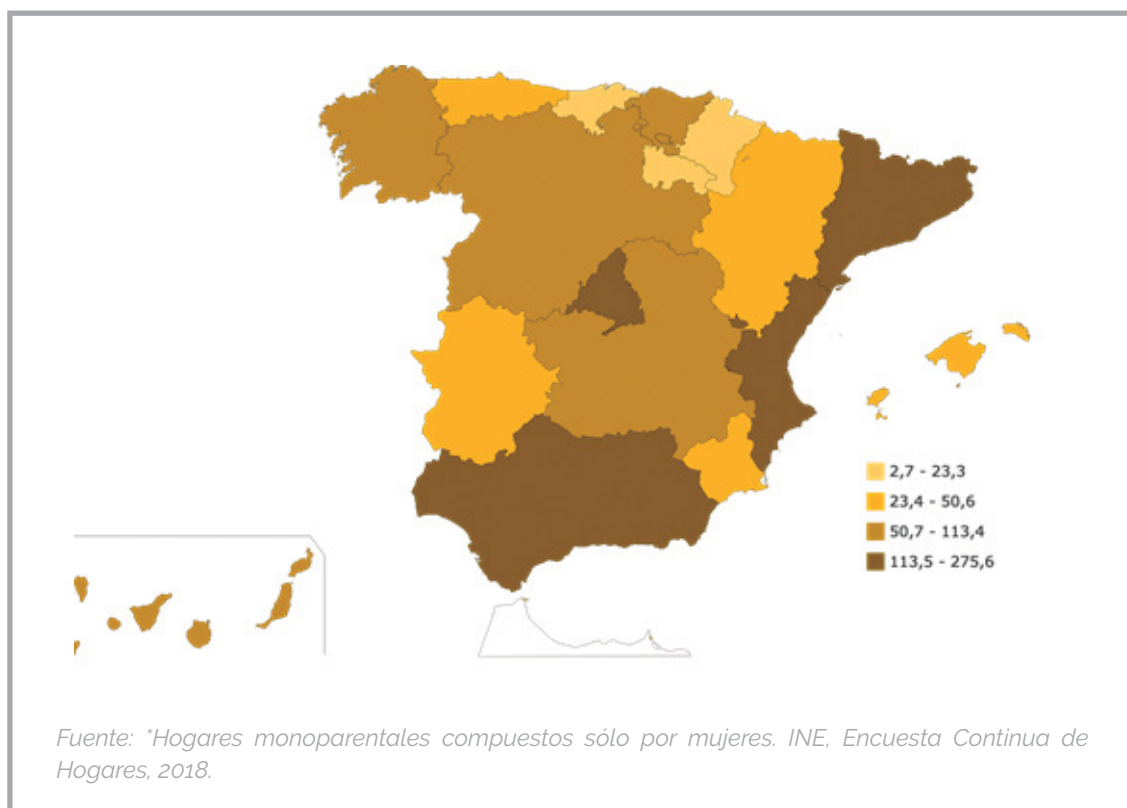 2,7 - 23,3
23,4 - 50,6
50,7 - 113,4
113,5 - 275,6
Fuente: *Hogares monoparentales compuestos sólo por mujeres. INE, Encuesta Continua de
Hogares, 2018.